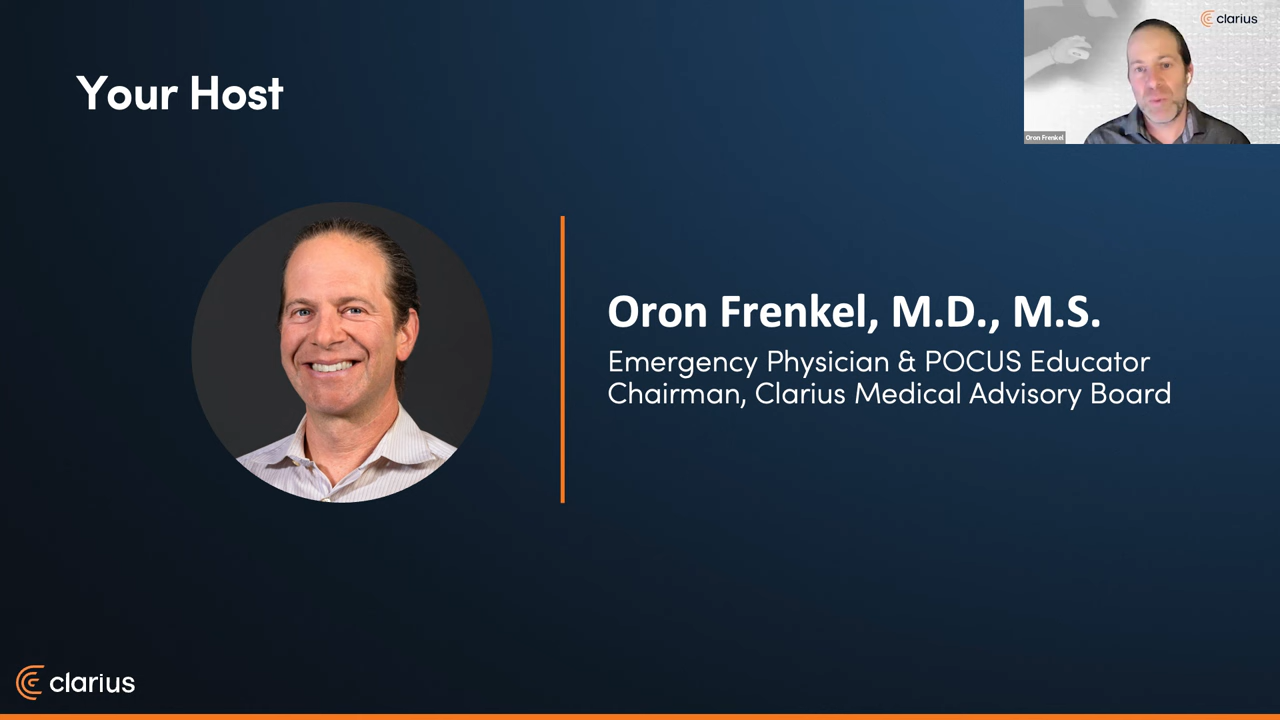 Your Host
clarius
Oron Frenkel
Oron Frenkel, M.D., M.S.
Emergency Physician & POCUS Educator
Chairman, Clarius Medical Advisory Board
clarius